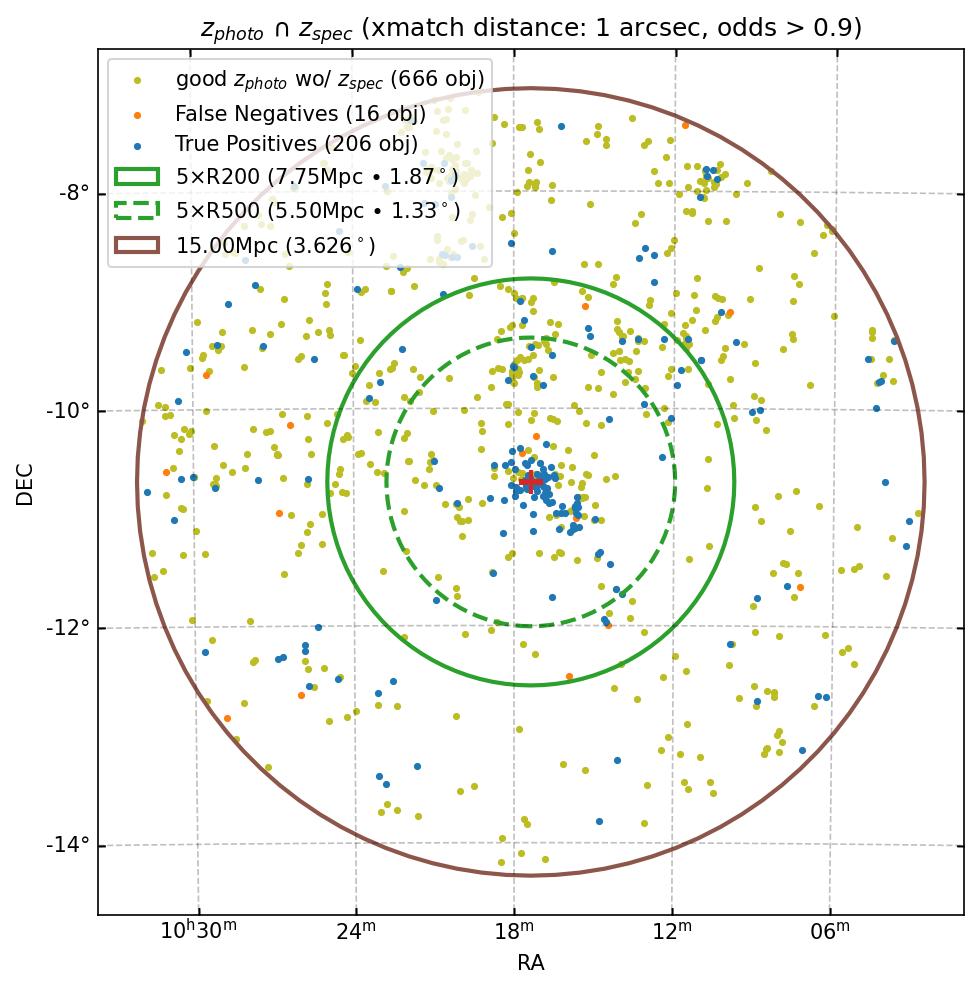 z_photo ∩ z_spec (xmatch distance: 1 arcsec, odds > 0.9)
good z_photo wo/ z_spec (666 obj)
False Negatives (16 obj)
True Positives (206 obj)
5×R200 (7.75Mpc • 1.87°)
5×R500 (5.50Mpc • 1.33°)
15.00Mpc (3.626°)
-8°
-10°
-12°
-14°
DEC
10h30m 24m 18m 12m 06m
RA